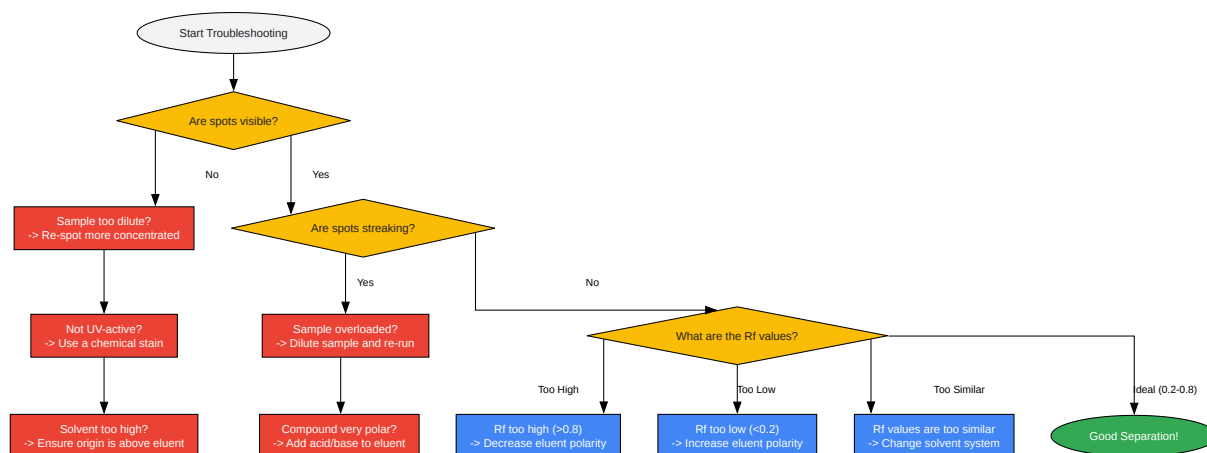 Start Troubleshooting
Are spots visible?
No
Yes
Sample too dilute?
-> Re-spot more concentrated
Are spots streaking?
Yes
No
Not UV-active?
-> Use a chemical stain
Sample overloaded?
-> Dilute sample and re-run
What are the Rf values?
Too High
Too Low
Too Similar
Ideal (0.2-0.8)
Solvent too high?
-> Ensure origin is above eluent
Compound very polar?
-> Add acid/base to eluent
Rf too high (>0.8)
-> Decrease eluent polarity
Rf too low (<0.2)
-> Increase eluent polarity
Rf values are too similar
-> Change solvent system
Good Separation!